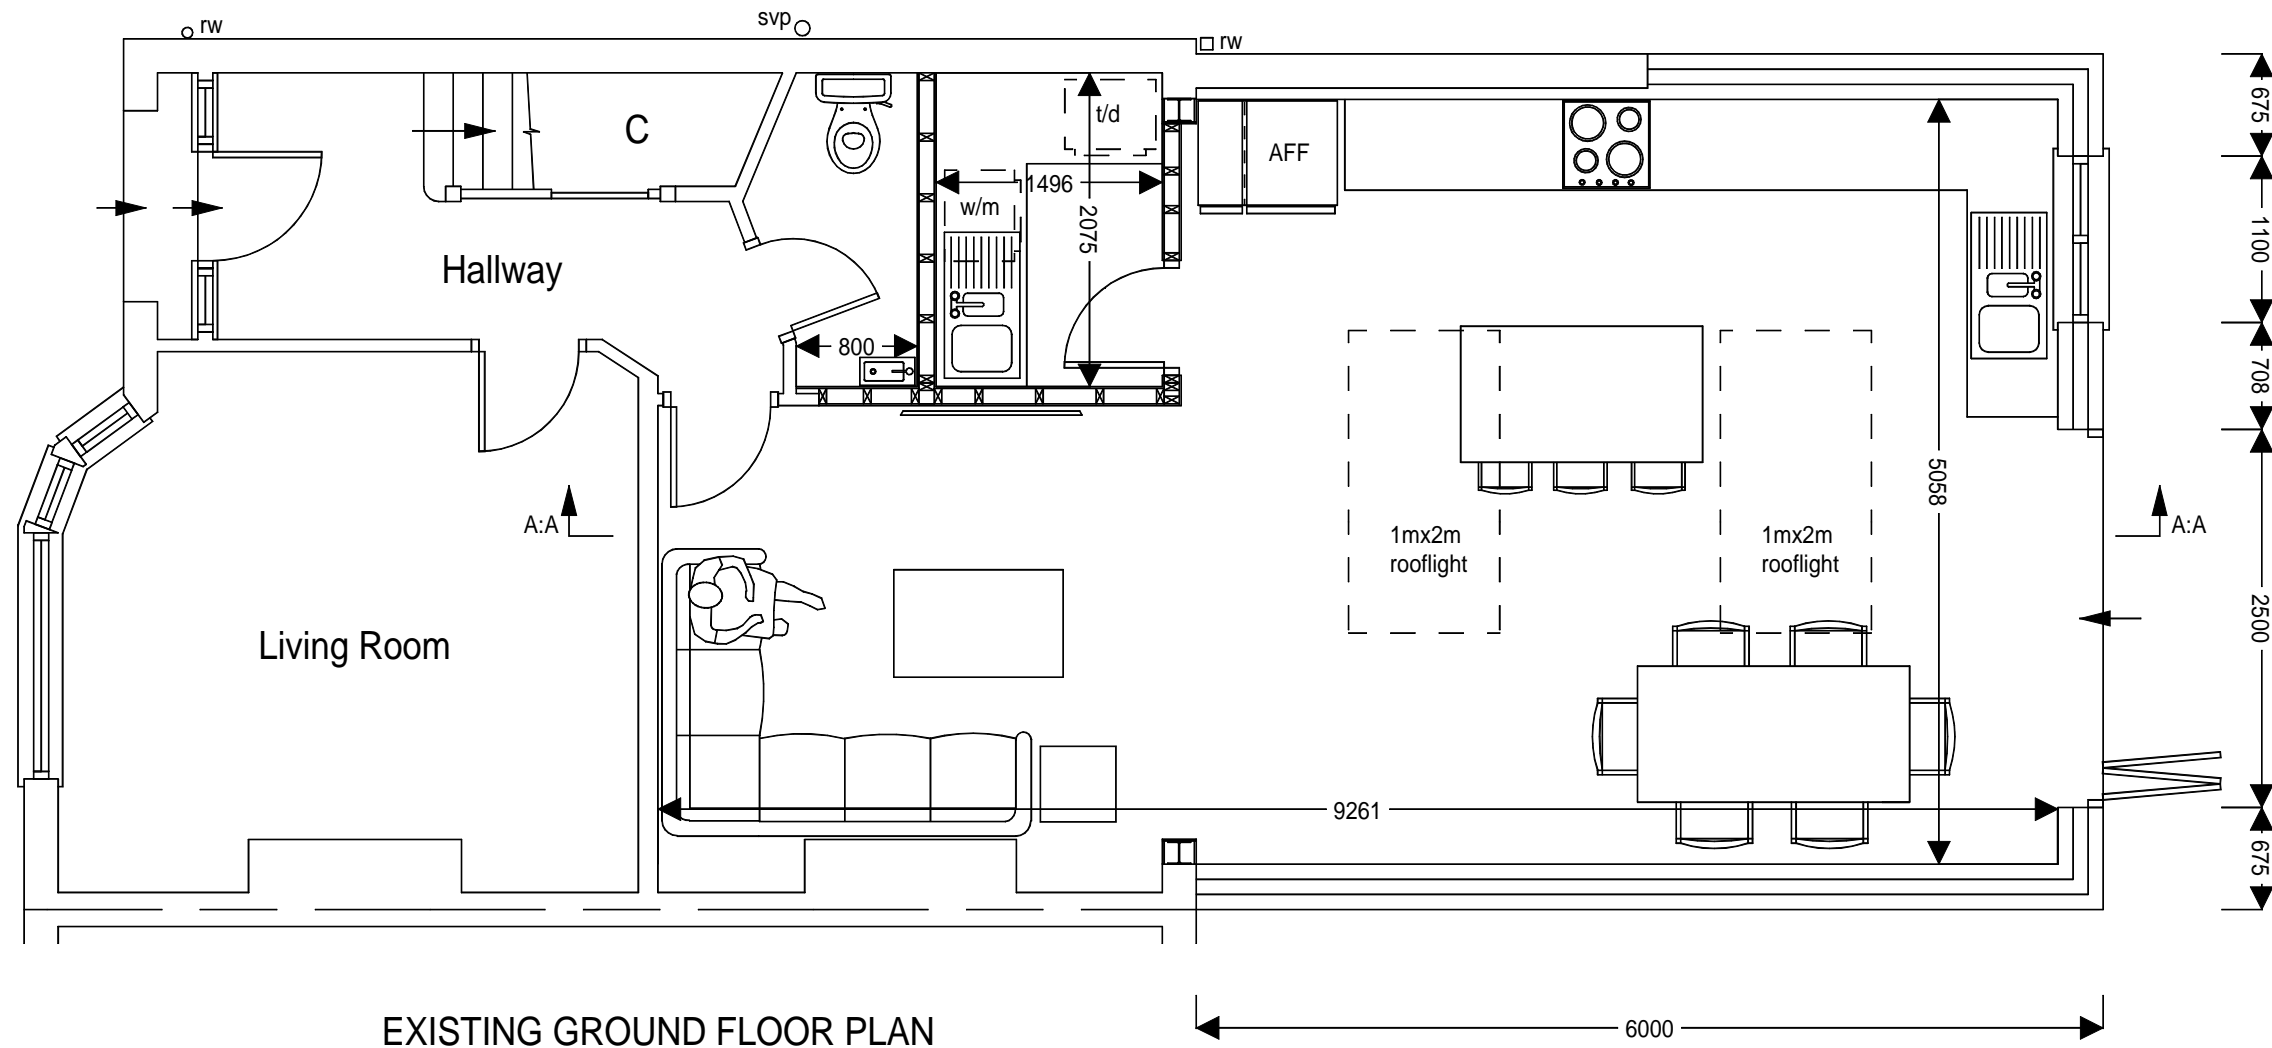 rw
svp
rw
C
t/d
AFF
675
1496
w/m
2075
1100
Hallway
800
708
5058
A:A
1mx2m
rooflight
1mx2m
rooflight
A:A
2500
Living Room
9261
675
EXISTING GROUND FLOOR PLAN
6000